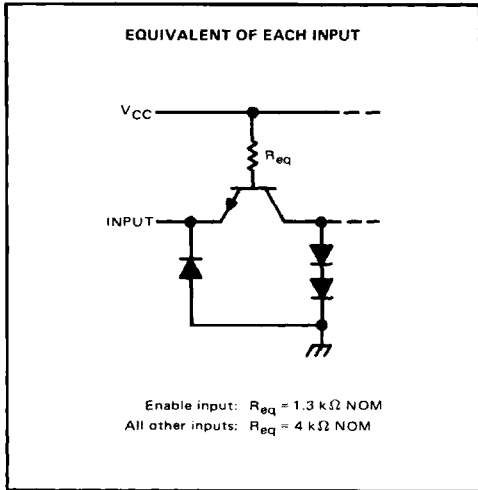 EQUIVALENT OF EACH INPUT
VCC
Req
INPUT
Enable input: Req = 1.3 kΩ NOM
All other inputs: Req = 4 kΩ NOM